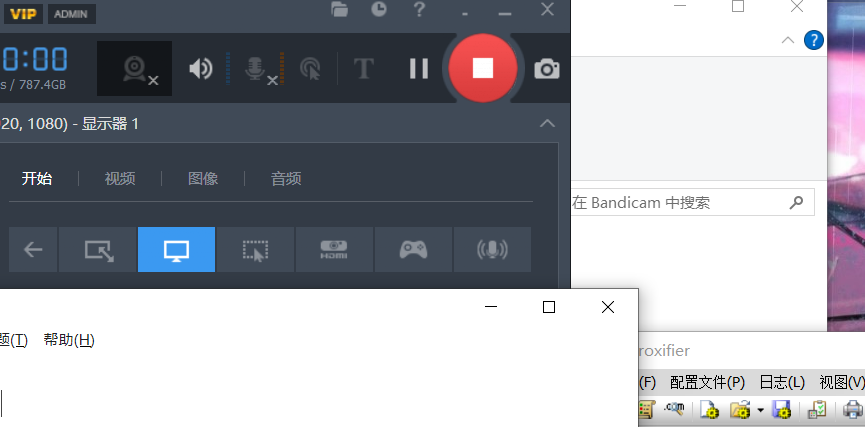 VIP ADMIN
0:00
s / 787.4GB
T
20, 1080) - 显示器 1
开始 视频 图像 音频
HDMI
在 Bandicam 中搜索
题(T) 帮助(H)
roxifier
(F) 配置文件(P) 日志(L) 视图(V)
.com